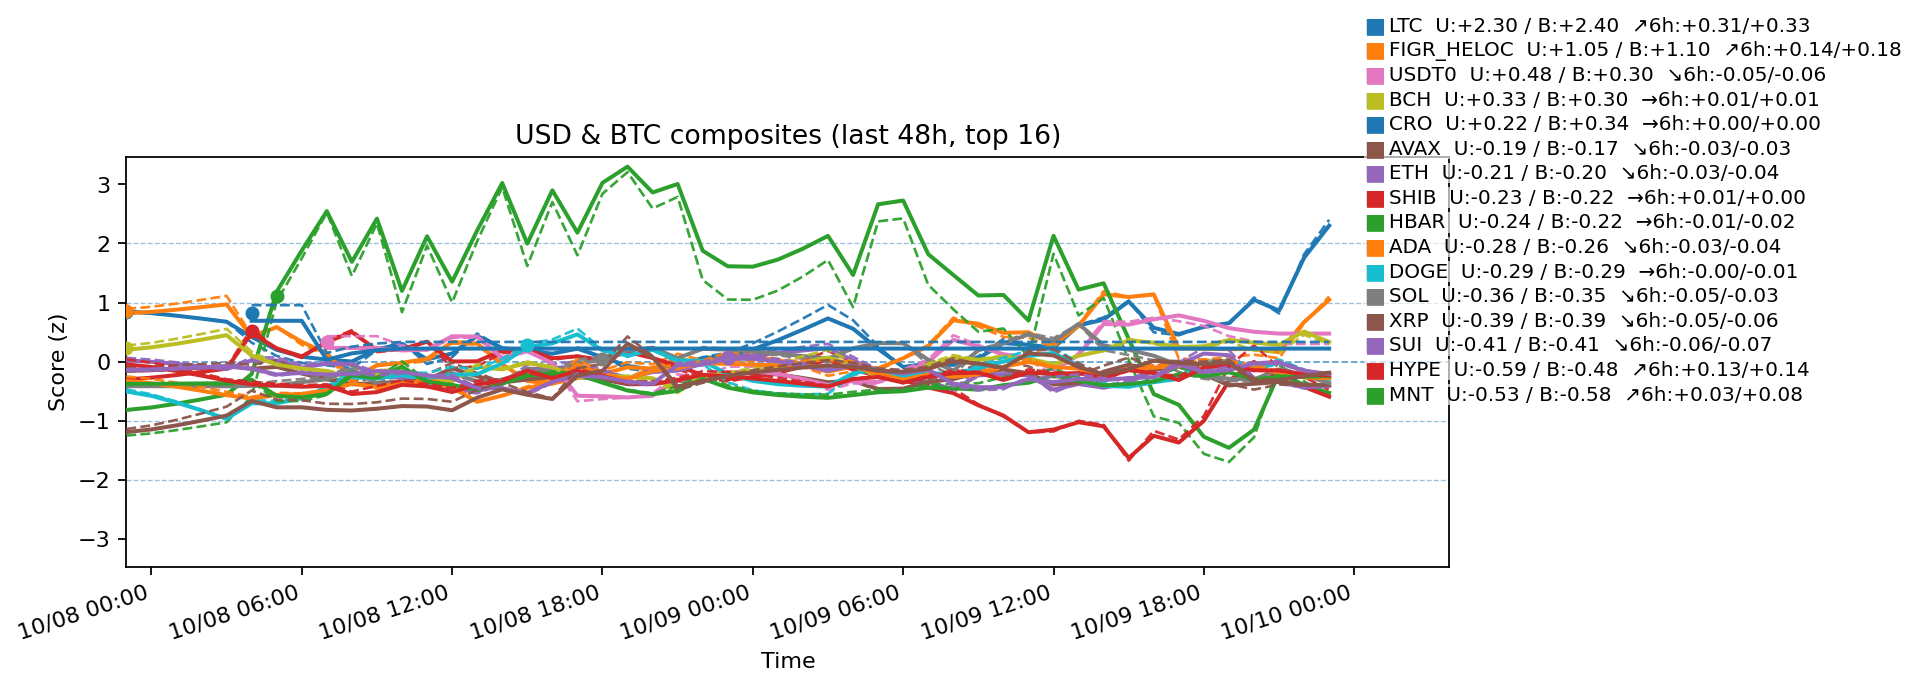 LTC  U:+2.30 / B:+2.40  ↗6h:+0.31/+0.33
FIGR_HELOC  U:+1.05 / B:+1.10  ↗6h:+0.14/+0.18
USDT0  U:+0.48 / B:+0.30  ↘6h:-0.05/-0.06
BCH  U:+0.33 / B:+0.30  →6h:+0.01/+0.01
CRO  U:+0.22 / B:+0.34  →6h:+0.00/+0.00
AVAX  U:-0.19 / B:-0.17  ↘6h:-0.03/-0.03
ETH  U:-0.21 / B:-0.20  ↘6h:-0.03/-0.04
SHIB  U:-0.23 / B:-0.22  →6h:+0.01/+0.00
HBAR  U:-0.24 / B:-0.22  →6h:-0.01/-0.02
ADA  U:-0.28 / B:-0.26  ↘6h:-0.03/-0.04
DOGE  U:-0.29 / B:-0.29  →6h:-0.00/-0.01
SOL  U:-0.36 / B:-0.35  ↘6h:-0.05/-0.03
XRP  U:-0.39 / B:-0.39  ↘6h:-0.05/-0.06
SUI  U:-0.41 / B:-0.41  ↘6h:-0.06/-0.07
HYPE  U:-0.59 / B:-0.48  ↗6h:+0.13/+0.14
MNT  U:-0.53 / B:-0.58  ↗6h:+0.03/+0.08
USD & BTC composites (last 48h, top 16)
Score (z)
3
2
1
0
−1
−2
−3
10/08 00:00
10/08 06:00
10/08 12:00
10/08 18:00
10/09 00:00
10/09 06:00
10/09 12:00
10/09 18:00
10/10 00:00
Time